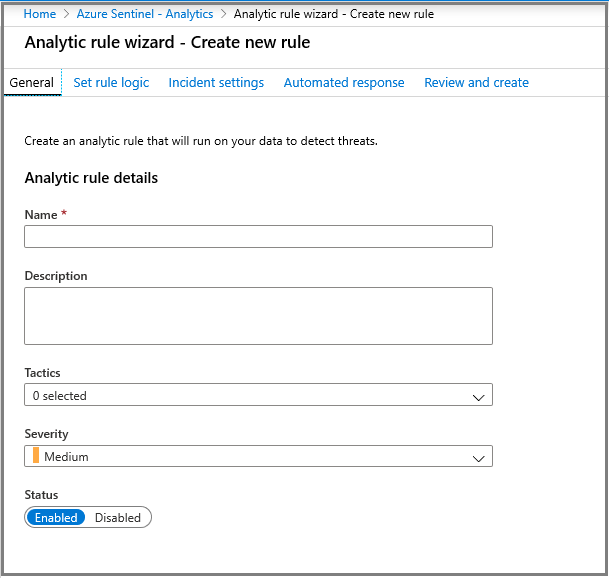 Home > Azure Sentinel - Analytics > Analytic rule wizard - Create new rule
Analytic rule wizard - Create new rule
General Set rule logic Incident settings Automated response Review and create
Create an analytic rule that will run on your data to detect threats.
Analytic rule details
Name *
Description
Tactics
0 selected
Severity
Medium
Status
Enabled Disabled